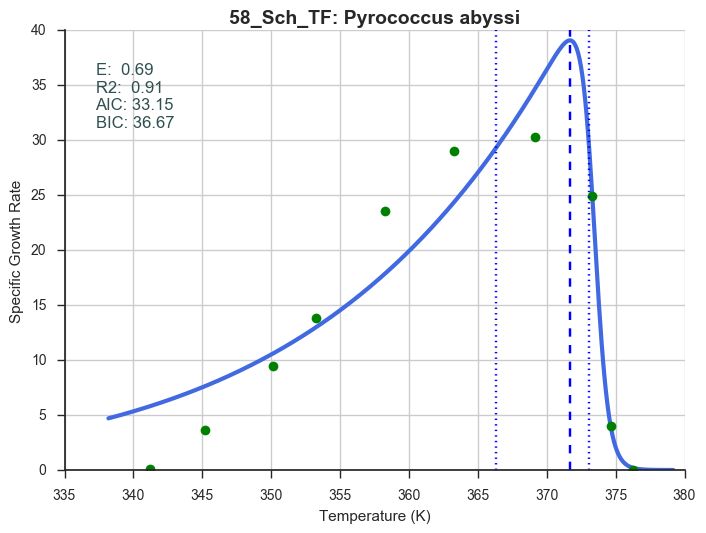 58_Sch_TF: Pyrococcus abyssi
E: 0.69
R2: 0.91
AIC: 33.15
BIC: 36.67
Specific Growth Rate
40
35
30
25
20
15
10
5
0
335 340 345 350 355 360 365 370 375 380
Temperature (K)